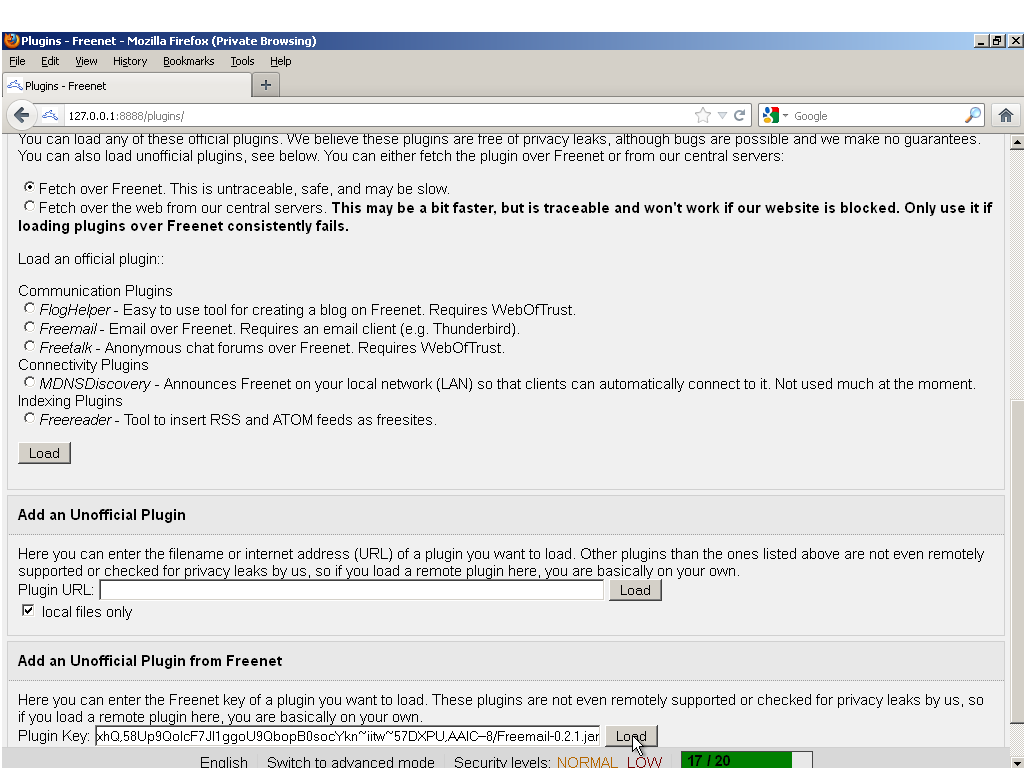 Plugins - Freenet - Mozilla Firefox (Private Browsing)
File Edit View History Bookmarks Tools Help
Plugins - Freenet
127.0.0.1:8888/plugins/
Google
You can load any of these official plugins. We believe these plugins are free of privacy leaks, although bugs are possible and we make no guarantees.
You can also load unofficial plugins, see below. You can either fetch the plugin over Freenet or from our central servers:
Fetch over Freenet. This is untraceable, safe, and may be slow.
Fetch over the web from our central servers. This may be a bit faster, but is traceable and won't work if our website is blocked. Only use it if
loading plugins over Freenet consistently fails.
Load an official plugin::
Communication Plugins
FlogHelper - Easy to use tool for creating a blog on Freenet. Requires WebOfTrust.
Freemail - Email over Freenet. Requires an email client (e.g. Thunderbird).
Freetalk - Anonymous chat forums over Freenet. Requires WebOfTrust.
Connectivity Plugins
MDNSDiscovery - Announces Freenet on your local network (LAN) so that clients can automatically connect to it. Not used much at the moment.
Indexing Plugins
Freereader - Tool to insert RSS and ATOM feeds as freesites.
Load
Add an Unofficial Plugin
Here you can enter the filename or internet address (URL) of a plugin you want to load. Other plugins than the ones listed above are not even remotely
supported or checked for privacy leaks by us, so if you load a remote plugin here, you are basically on your own.
Plugin URL: Load
local files only
Add an Unofficial Plugin from Freenet
Here you can enter the Freenet key of a plugin you want to load. These plugins are not even remotely supported or checked for privacy leaks by us, so
if you load a remote plugin here, you are basically on your own.
Plugin Key: xhQ,58Up9QolcF7Jl1ggoU9QbopB0socYkn~iitw~57DXPU,AAIC--8/Freemail-0.2.1.jar Load
English Switch to advanced mode Security levels: NORMAL LOW 17 / 20